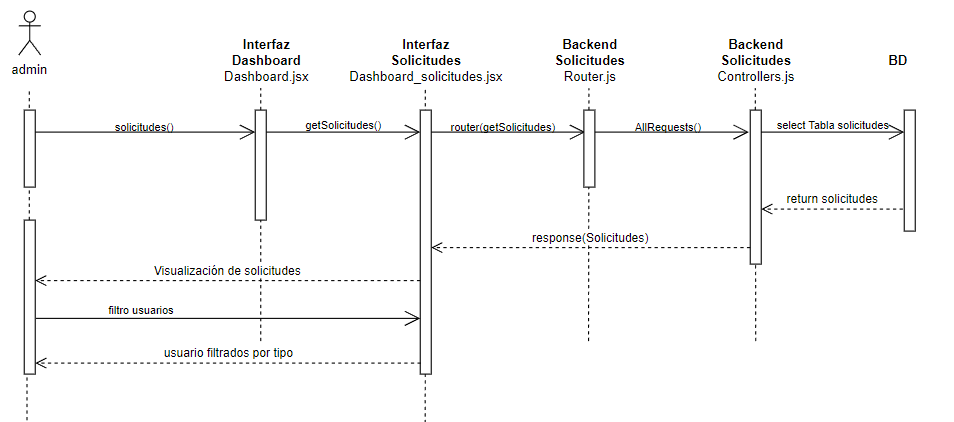 admin
Interfaz
Dashboard
Dashboard.jsx
Interfaz
Solicitudes
Dashboard_solicitudes.jsx
Backend
Solicitudes
Router.js
Backend
Solicitudes
Controllers.js
BD
solicitudes()
getSolicitudes()
router(getSolicitudes)
AllRequests()
select Tabla solicitudes
return solicitudes
response(Solicitudes)
Visualización de solicitudes
filtro usuarios
usuario filtrados por tipo